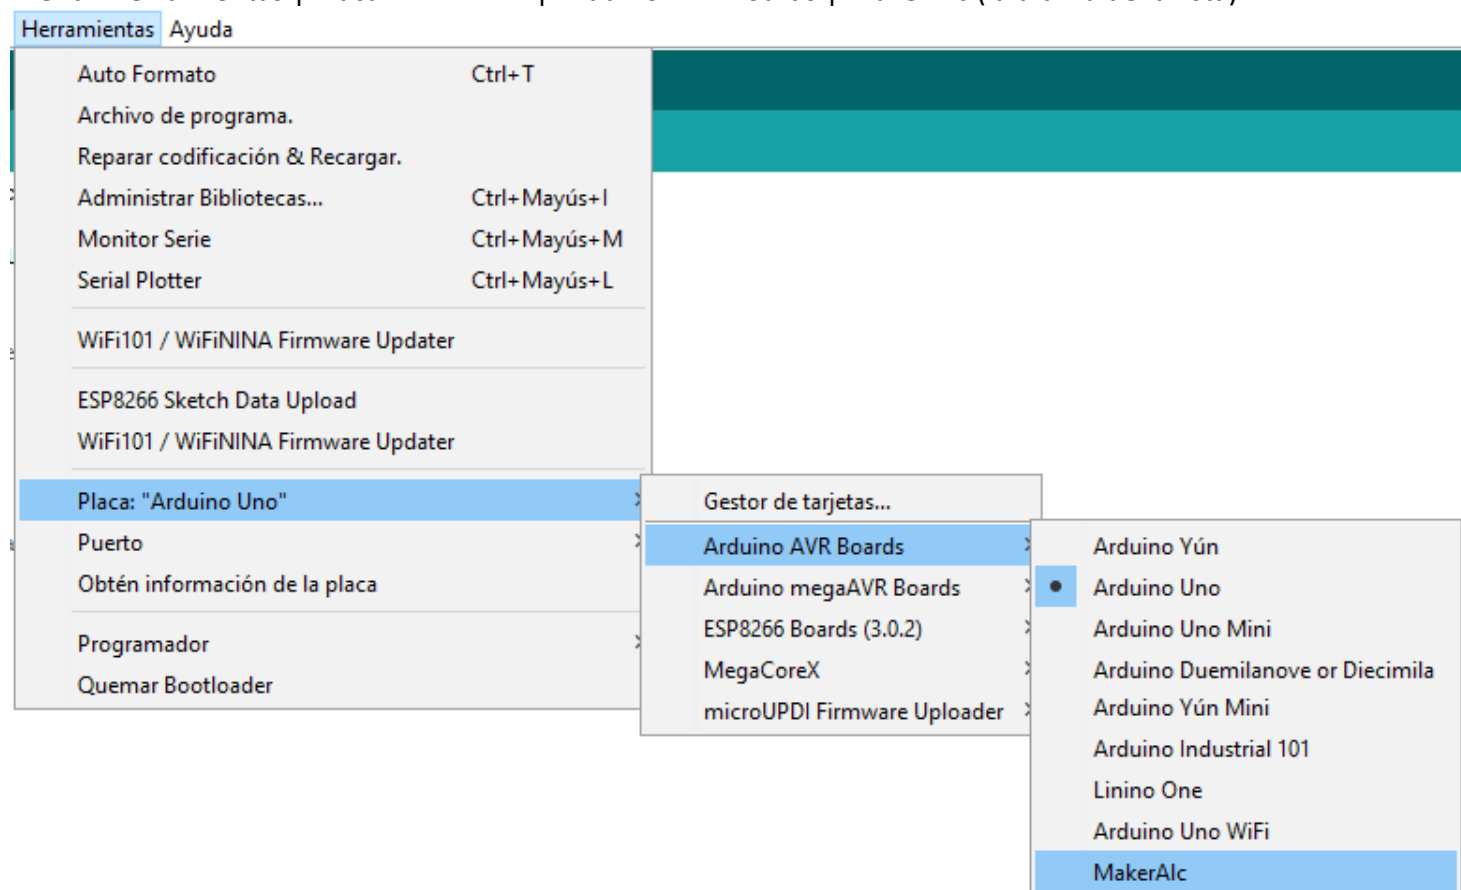 Herramientas Ayuda
Auto Formato Ctrl+T
Archivo de programa.
Reparar codificación & Recargar.
Administrar Bibliotecas... Ctrl+Mayús+I
Monitor Serie Ctrl+Mayús+M
Serial Plotter Ctrl+Mayús+L
WiFi101 / WiFiNINA Firmware Updater
ESP8266 Sketch Data Upload
WiFi101 / WiFiNINA Firmware Updater
Placa: "Arduino Uno"
Puerto
Obtén información de la placa
Programador
Quemar Bootloader
Gestor de tarjetas...
Arduino AVR Boards
Arduino megaAVR Boards
ESP8266 Boards (3.0.2)
MegaCoreX
microUPDI Firmware Uploader
Arduino Yún
Arduino Uno
Arduino Uno Mini
Arduino Duemilanove or Diecimila
Arduino Yún Mini
Arduino Industrial 101
Linino One
Arduino Uno WiFi
MakerAlc